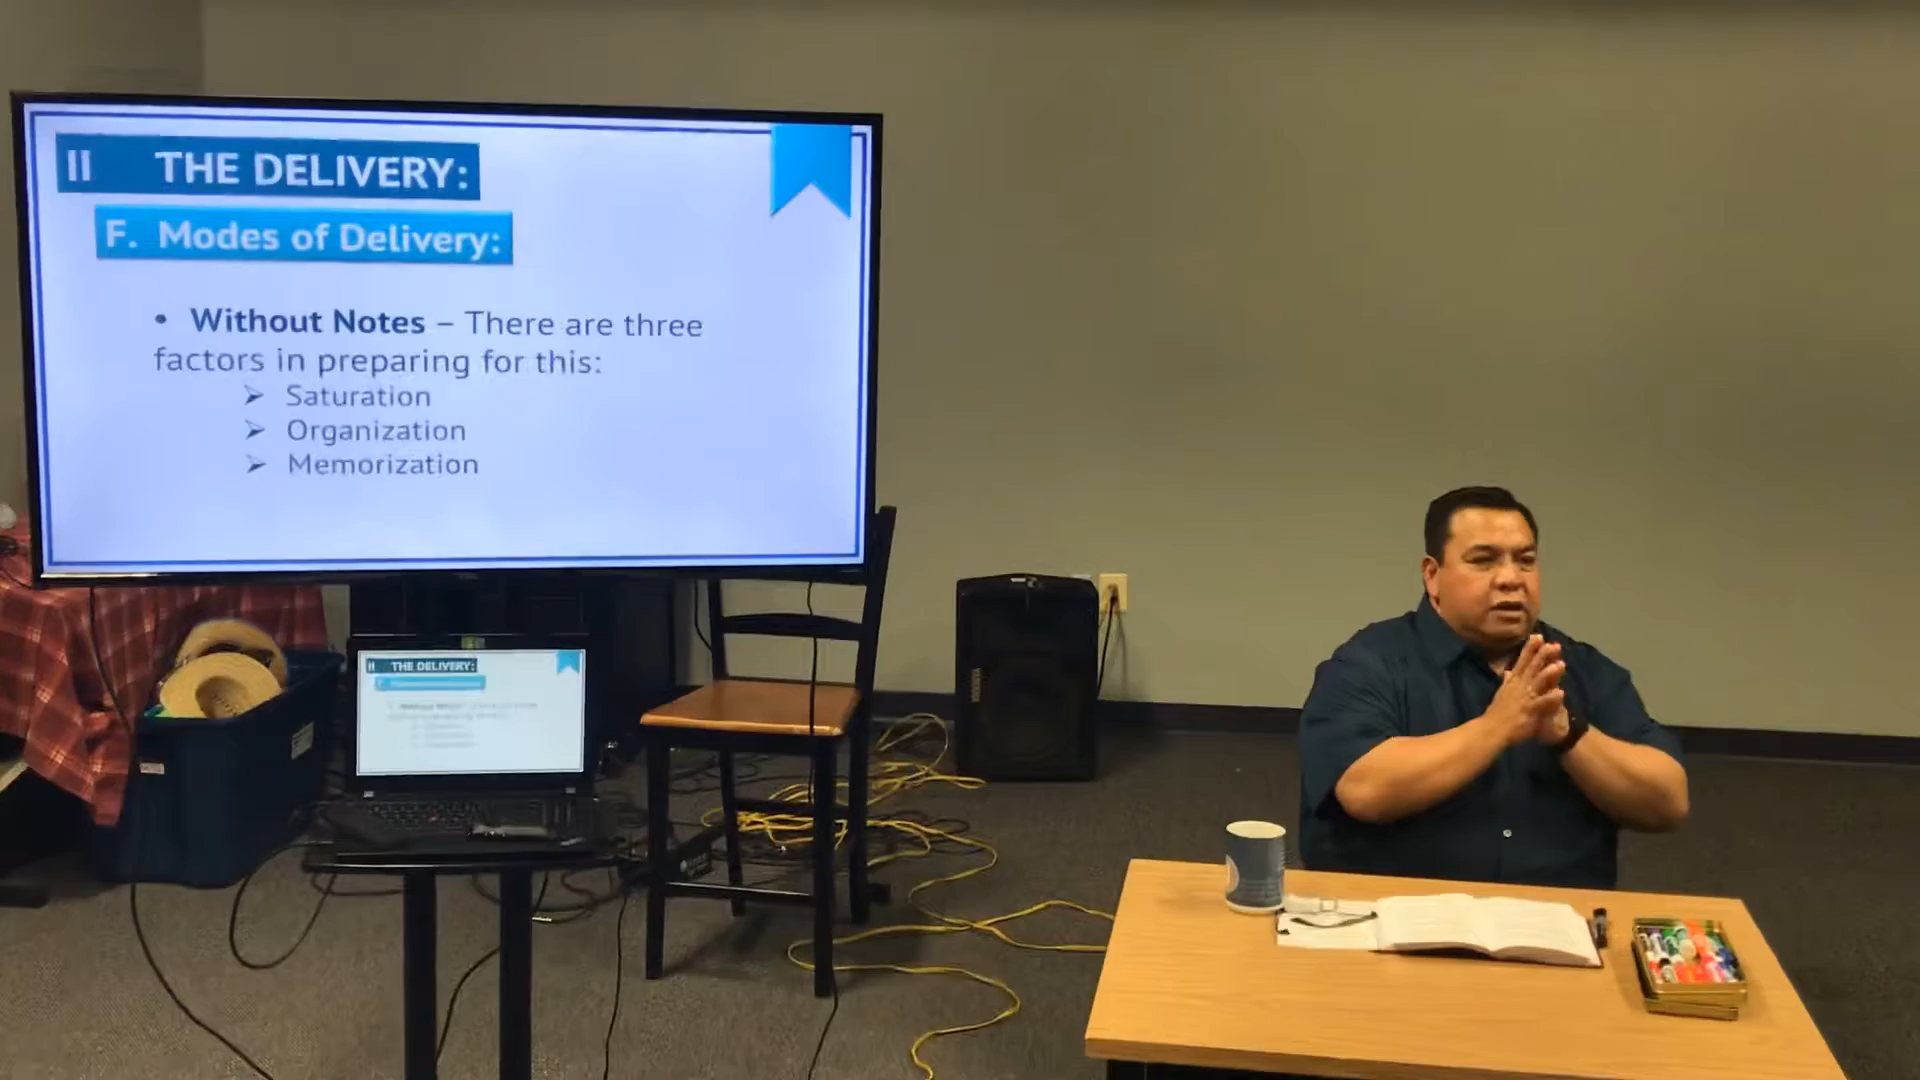 II THE DELIVERY:
F. Modes of Delivery:
• Without Notes – There are three
factors in preparing for this:
➢ Saturation
➢ Organization
➢ Memorization
II THE DELIVERY: